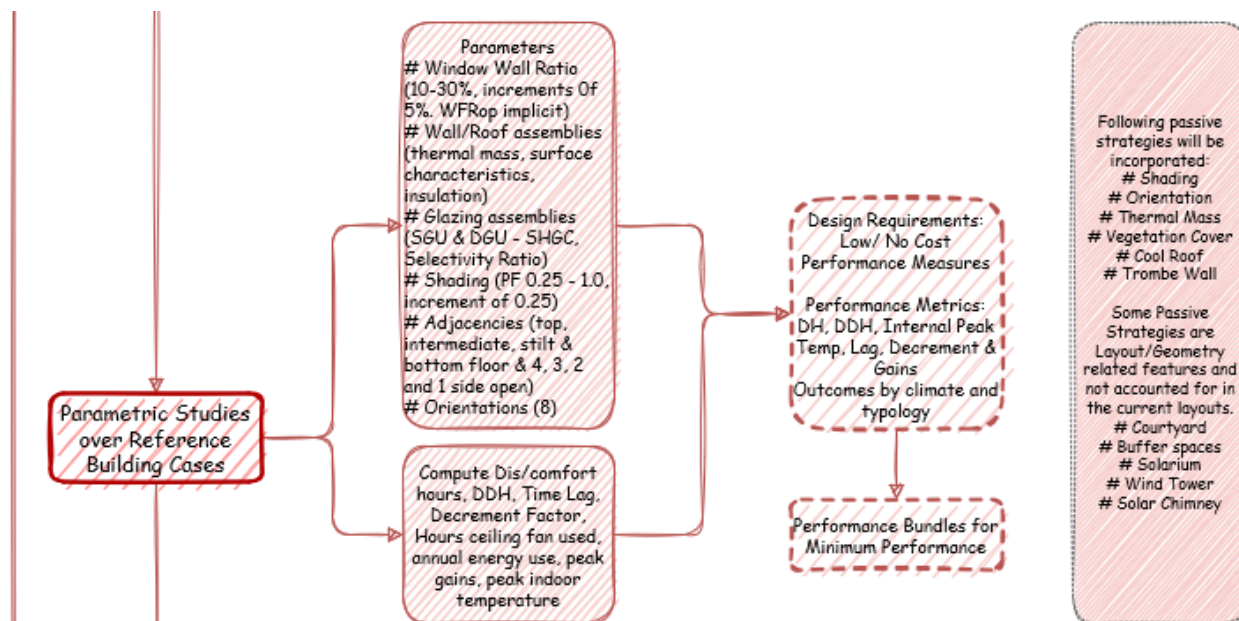 Parametric Studies
over Reference
Building Cases
Parameters
# Window Wall Ratio
(10-30%, increments 0f
5%. WFRop implicit)
# Wall/Roof assemblies
(thermal mass, surface
characteristics,
insulation)
# Glazing assemblies
(SGU & DGU - SHGC,
Selectivity Ratio)
# Shading (PF 0.25 - 1.0,
increment of 0.25)
# Adjacencies (top,
intermediate, stilt &
bottom floor & 4, 3, 2
and 1 side open)
# Orientations (8)
Compute Dis/comfort
hours, DDH, Time Lag,
Decrement Factor,
Hours ceiling fan used,
annual energy use, peak
gains, peak indoor
temperature
Design Requirements:
Low/ No Cost
Performance Measures
Performance Metrics:
DH, DDH, Internal Peak
Temp, Lag, Decrement &
Gains
Outcomes by climate and
typology
Performance Bundles for
Minimum Performance
Following passive
strategies will be
incorporated:
# Shading
# Orientation
# Thermal Mass
# Vegetation Cover
# Cool Roof
# Trombe Wall
Some Passive
Strategies are
Layout/Geometry
related features and
not accounted for in
the current layouts.
# Courtyard
# Buffer spaces
# Solarium
# Wind Tower
# Solar Chimney